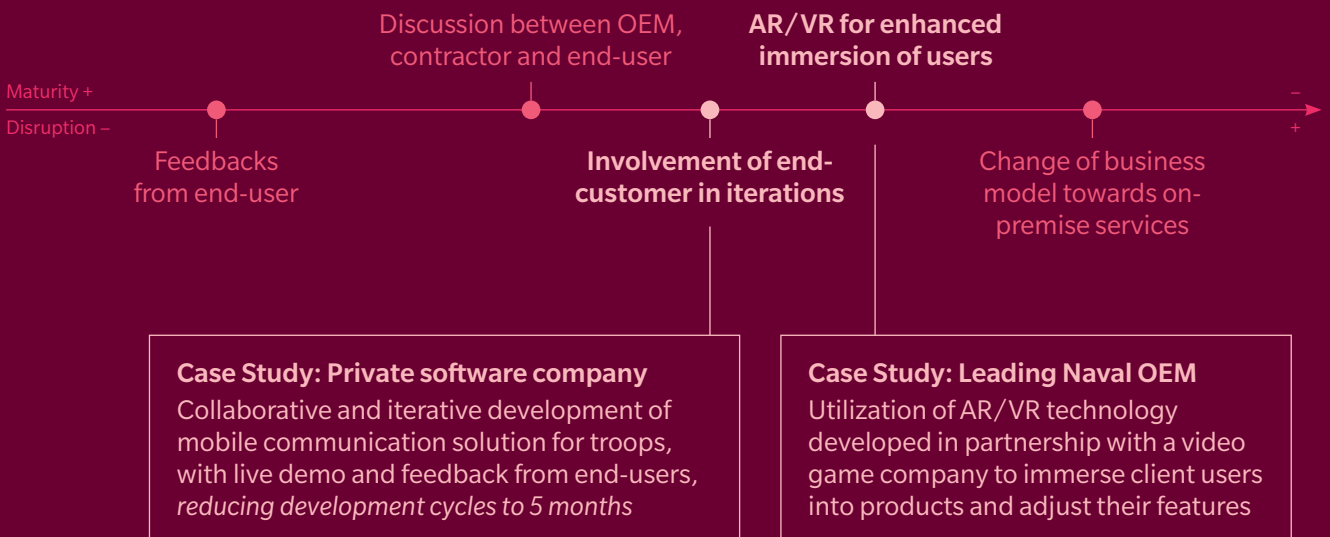 Discussion between OEM,
contractor and end-user
AR/VR for enhanced
immersion of users
Maturity +
–
Disruption –
+
Feedbacks
from end-user
Involvement of end-
customer in iterations
Change of business
model towards on-
premise services
Case Study: Private software company
Collaborative and iterative development of
mobile communication solution for troops,
with live demo and feedback from end-users,
reducing development cycles to 5 months
Case Study: Leading Naval OEM
Utilization of AR/VR technology
developed in partnership with a video
game company to immerse client users
into products and adjust their features